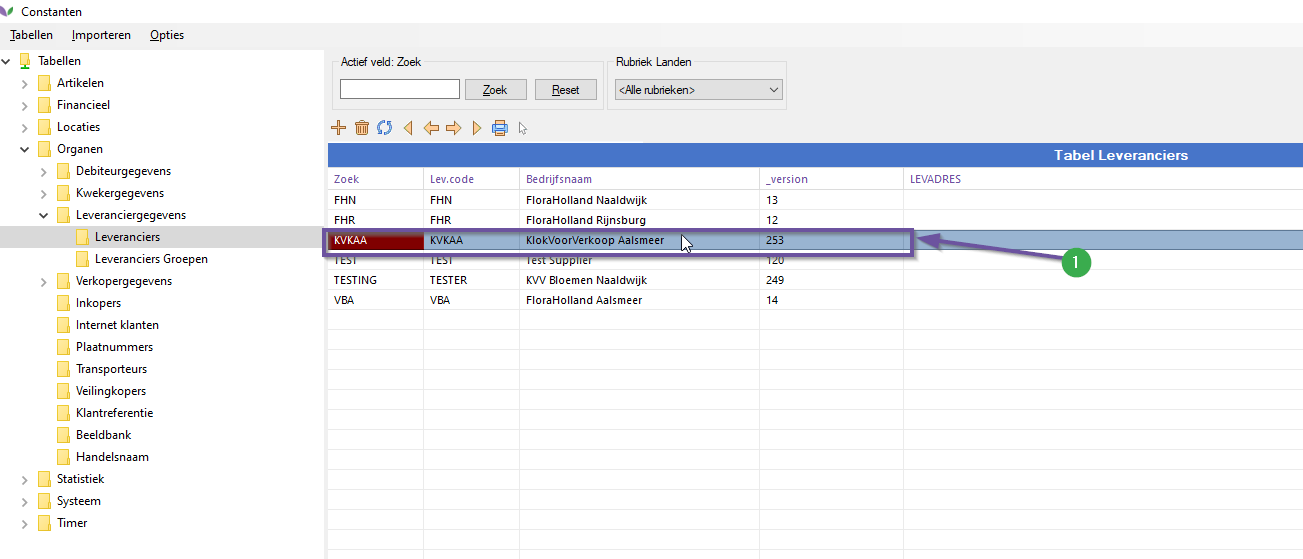 Constanten
Tabellen Importeren Opties
Tabellen
Artikelen
Financieel
Locaties
Organen
Debiteurgegevens
Kwekergegevens
Leveranciergegevens
Leveranciers
Leveranciers Groepen
Verkopergegevens
Inkopers
Internet klanten
Plaatnummers
Transporteurs
Veilingkopers
Klantreferentie
Beeldbank
Handelsnaam
Statistiek
Systeem
Timer
Actief veld: Zoek
Zoek Reset
Rubriek Landen
<Alle rubrieken>
Tabel Leveranciers
Zoek Lev.code Bedrijfsnaam _version LEVADRES
FHN FHN FloraHolland Naaldwijk 13
FHR FHR FloraHolland Rijnsburg 12
KVKAA KVKAA KlokVoorVerkoop Aalsmeer 253
TEST TEST Test Supplier 120
TESTING TESTER KVV Bloemen Naaldwijk 249
VBA VBA FloraHolland Aalsmeer 14
1